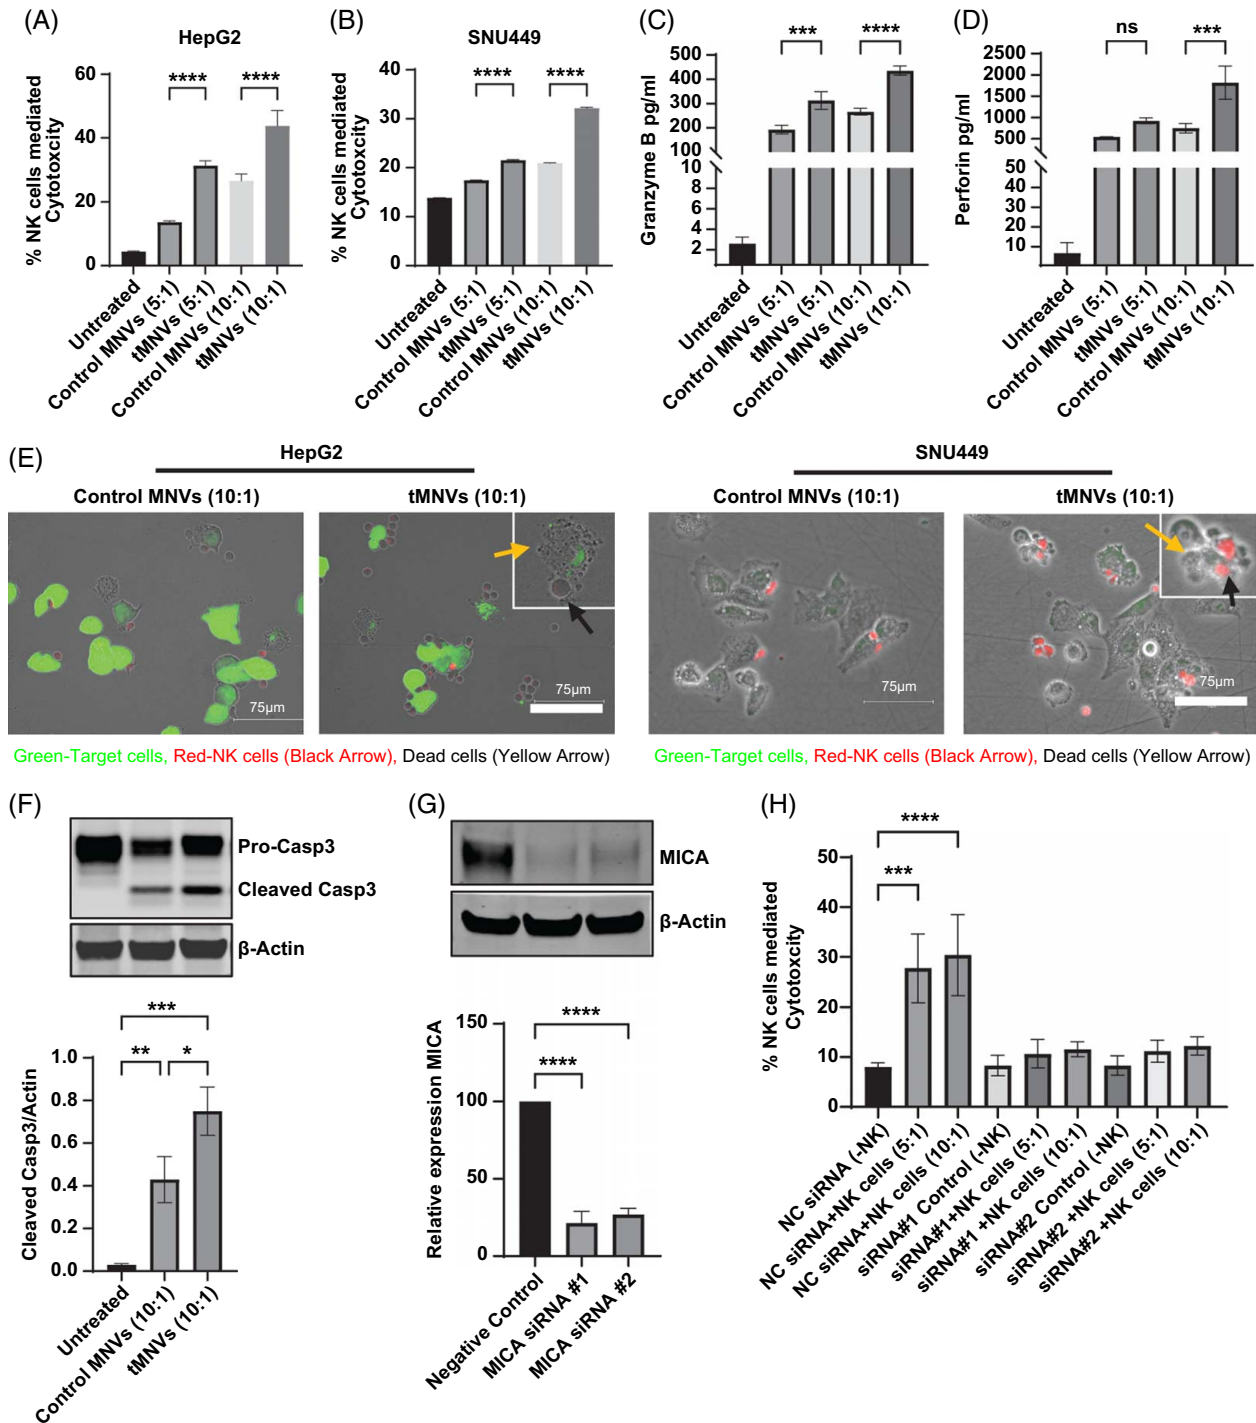 (A)
HepG2
% NK cells mediated
Cytotoxcity
60
40
20
0
****
****
Untreated
Control MNVs (5:1)
tMNVs (5:1)
Control MNVs (10:1)
tMNVs (10:1)
(B)
SNU449
% NK cells mediated
Cytotoxcity
40
30
20
10
0
****
****
Untreated
Control MNVs (5:1)
tMNVs (5:1)
Control MNVs (10:1)
tMNVs (10:1)
(C)
Granzyme B pg/ml
500
400
300
200
100
10
8
6
4
2
***
****
Untreated
Control MNVs (5:1)
tMNVs (5:1)
Control MNVs (10:1)
tMNVs (10:1)
(D)
Perforin pg/ml
2500
2000
1500
1000
500
50
40
30
20
10
ns
***
Untreated
Control MNVs (5:1)
tMNVs (5:1)
Control MNVs (10:1)
tMNVs (10:1)
(E)
HepG2
Control MNVs (10:1)
tMNVs (10:1)
75µm
75µm
Green-Target cells, Red-NK cells (Black Arrow), Dead cells (Yellow Arrow)
SNU449
Control MNVs (10:1)
tMNVs (10:1)
75µm
75µm
Green-Target cells, Red-NK cells (Black Arrow), Dead cells (Yellow Arrow)
(F)
Pro-Casp3
Cleaved Casp3
β-Actin
Cleaved Casp3/Actin
1.0
0.8
0.6
0.4
0.2
0.0
***
**
*
Untreated
Control MNVs (10:1)
tMNVs (10:1)
(G)
MICA
β-Actin
Relative expression MICA
150
100
50
0
****
****
Negative Control
MICA siRNA #1
MICA siRNA #2
(H)
% NK cells mediated
Cytotoxcity
50
40
30
20
10
0
****
***
NC siRNA (-NK)
NC siRNA+NK cells (5:1)
NC siRNA+NK cells (10:1)
siRNA#1 Control (-NK)
siRNA#1+NK cells (5:1)
siRNA#1 +NK cells (10:1)
siRNA#2 Control (-NK)
siRNA#2 +NK cells (5:1)
siRNA#2 +NK cells (10:1)